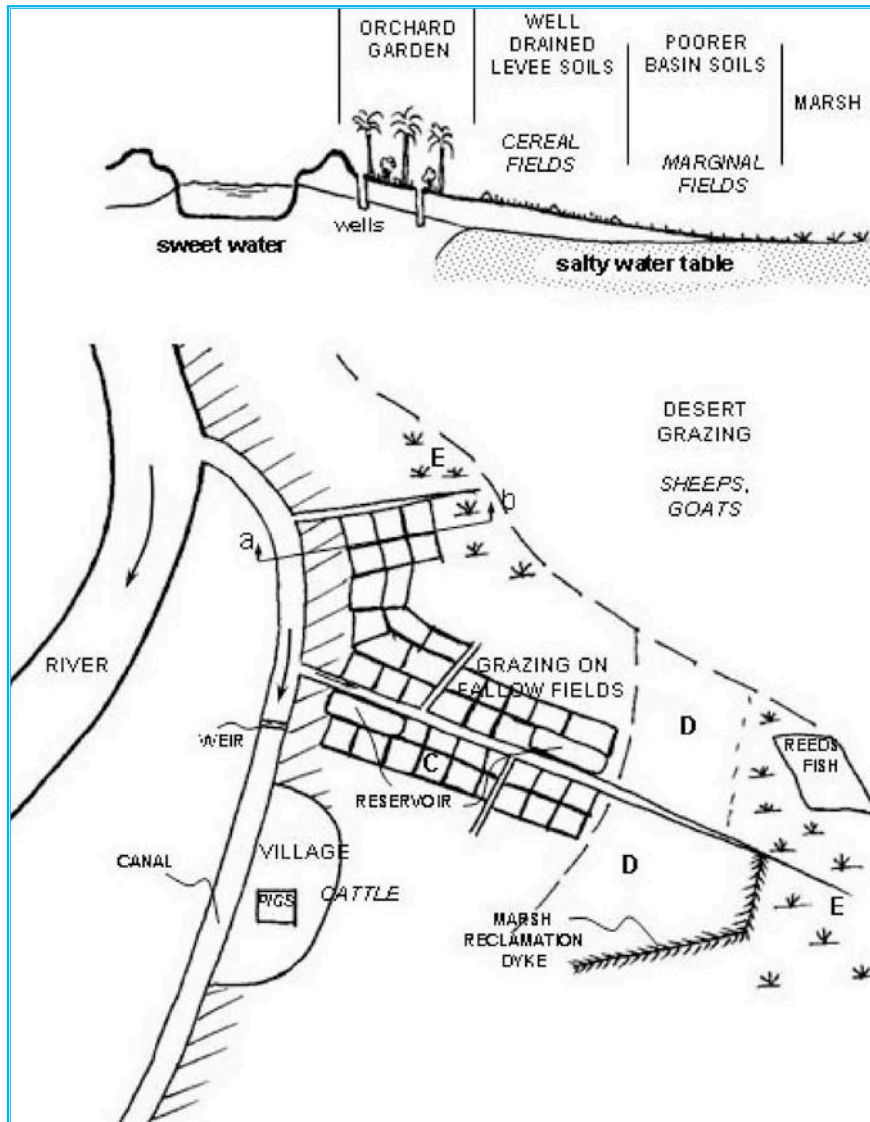 ORCHARD
GARDEN
WELL
DRAINED
LEVEE SOILS
POORER
BASIN SOILS
MARSH
CEREAL
FIELDS
MARGINAL
FIELDS
wells
sweet water
salty water table
DESERT
GRAZING
SHEEPS,
GOATS
E
b
a
RIVER
GRAZING ON
FALLOW FIELDS
D
REEDS
FISH
WEIR
C
RESERVOIR
VILLAGE
CANAL
CATTLE
PIGS
D
E
MARSH
RECLAMATION
DYKE